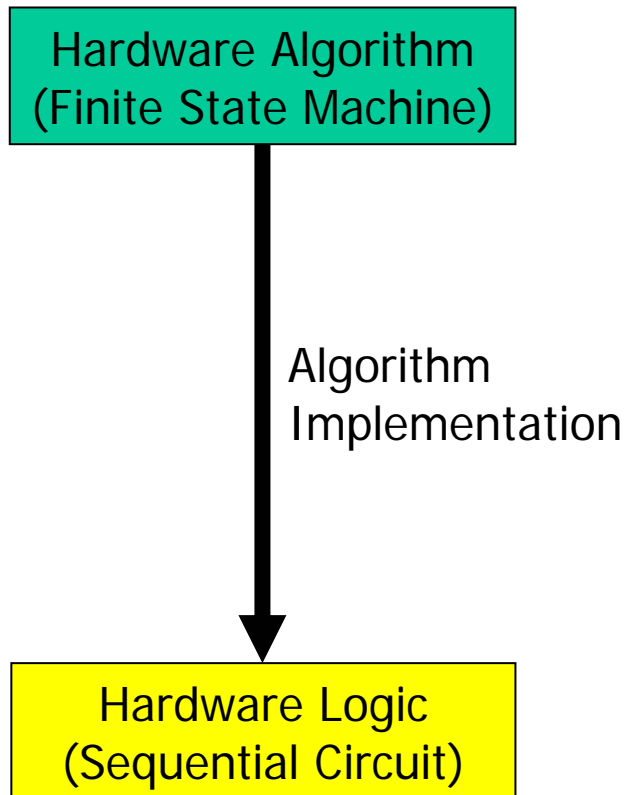 Hardware Algorithm
(Finite State Machine)
Algorithm
Implementation
Hardware Logic
(Sequential Circuit)